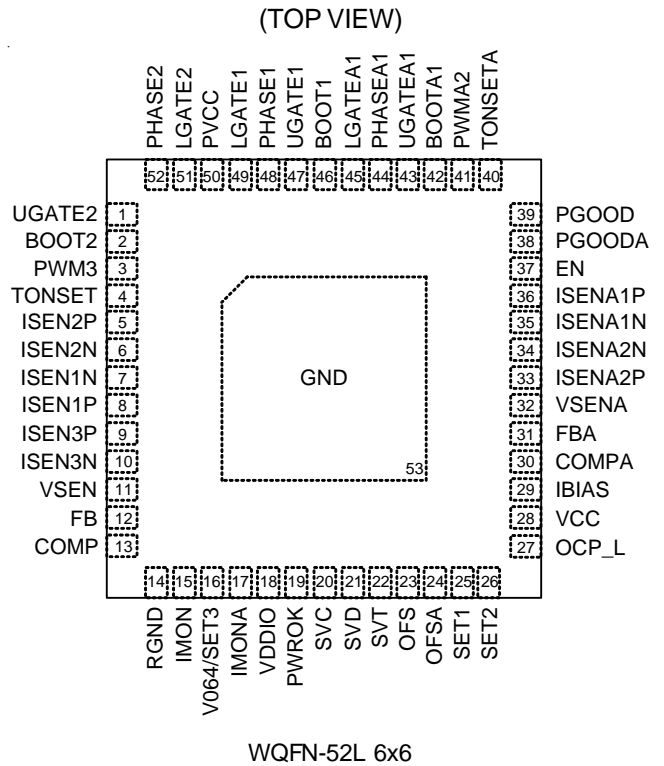 (TOP VIEW)
PHASE2
LGATE2
PVCC
LGATE1
PHASE1
UGATE1
BOOT1
LGATEA1
PHASEA1
UGATEA1
BOOTA1
PWMA2
TONSETA
52 51 50 49 48 47 46 45 44 43 42 41 40
UGATE2 1 39 PGOOD
BOOT2 2 38 PGOODA
PWM3 3 37 EN
TONSET 4 36 ISENA1P
ISEN2P 5 35 ISENA1N
ISEN2N 6 34 ISENA2N
ISEN1N 7 33 ISENA2P
ISEN1P 8 32 VSENA
ISEN3P 9 31 FBA
ISEN3N 10 30 COMPA
VSEN 11 29 IBIAS
FB 12 28 VCC
COMP 13 27 OCP_L
GND
53
14 15 16 17 18 19 20 21 22 23 24 25 26
RGND
IMON
V064/SET3
IMONA
VDDIO
PWROK
SVC
SVD
SVT
OFS
OFSA
SET1
SET2
WQFN-52L 6x6